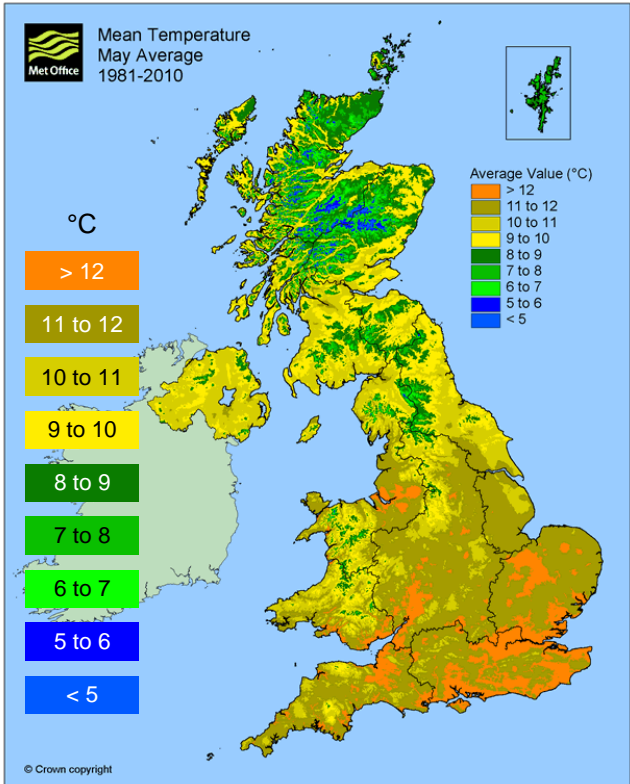 Met Office
Mean Temperature
May Average
1981-2010
Average Value (°C)
> 12
11 to 12
10 to 11
9 to 10
8 to 9
7 to 8
6 to 7
5 to 6
< 5
°C
> 12
11 to 12
10 to 11
9 to 10
8 to 9
7 to 8
6 to 7
5 to 6
< 5
© Crown copyright